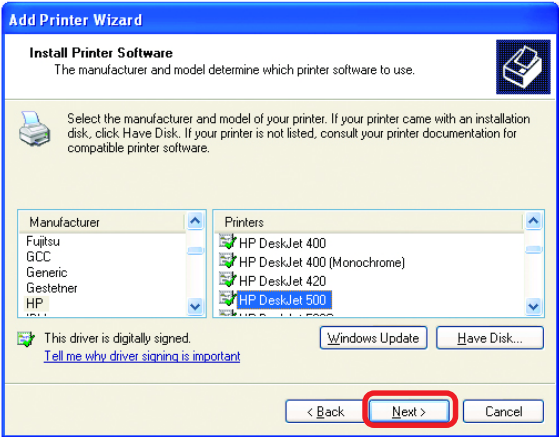 Add Printer Wizard
Install Printer Software
The manufacturer and model determine which printer software to use.
Select the manufacturer and model of your printer. If your printer came with an installation
disk, click Have Disk. If your printer is not listed, consult your printer documentation for
compatible printer software.
Manufacturer
Fujitsu
GCC
Generic
Gestetner
HP
Printers
HP DeskJet 400
HP DeskJet 400 (Monochrome)
HP DeskJet 420
HP DeskJet 500
This driver is digitally signed.
Tell me why driver signing is important
Windows Update
Have Disk...
< Back
Next >
Cancel